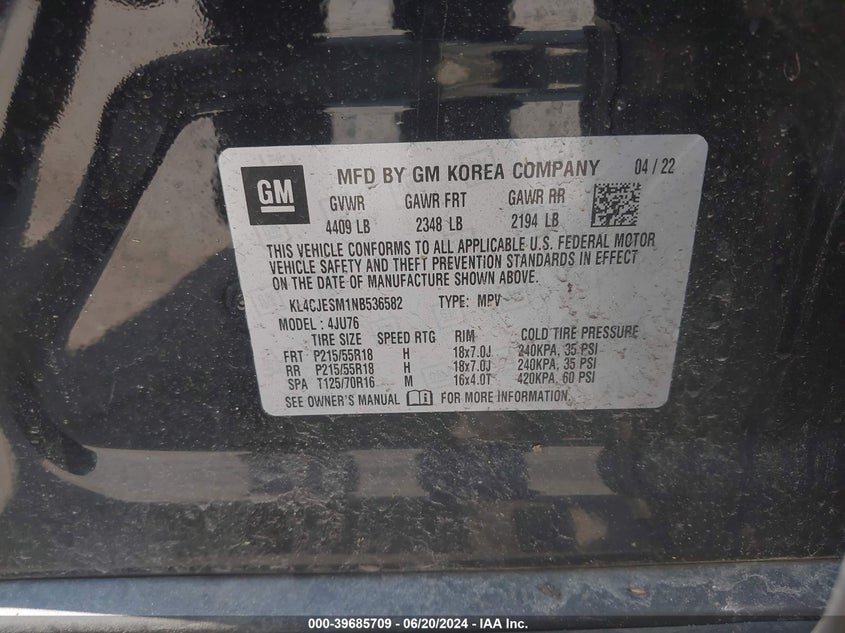 GM
MFD BY GM KOREA COMPANY 04 / 22
GVWR GAWR FRT GAWR RR
4409 LB 2348 LB 2194 LB
THIS VEHICLE CONFORMS TO ALL APPLICABLE U.S. FEDERAL MOTOR
VEHICLE SAFETY AND THEFT PREVENTION STANDARDS IN EFFECT
ON THE DATE OF MANUFACTURE SHOWN ABOVE.
KL4CJESM1NB536582 TYPE: MPV
MODEL : 4JU76
TIRE SIZE SPEED RTG RIM COLD TIRE PRESSURE
FRT P215/55R18 H 18x7.0J 240KPA, 35 PSI
RR P215/55R18 H 18x7.0J 240KPA, 35 PSI
SPA T125/70R16 M 16x4.0T 420KPA, 60 PSI
SEE OWNER'S MANUAL FOR MORE INFORMATION.
000-39685709 - 06/20/2024 - IAA Inc.